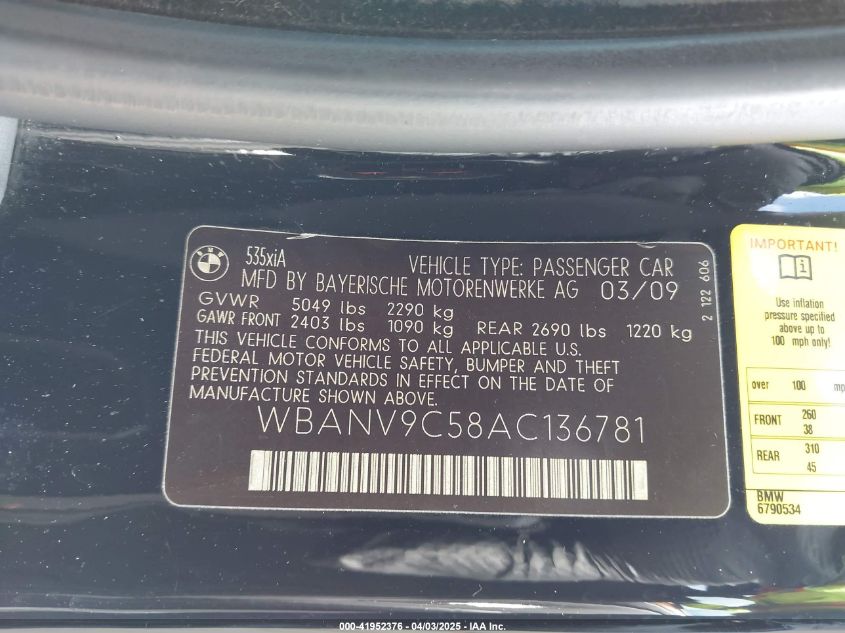 535xiA
VEHICLE TYPE: PASSENGER CAR
MFD BY BAYERISCHE MOTORENWERKE AG 03/09
GVWR 5049 lbs 2290 kg
GAWR FRONT 2403 lbs 1090 kg REAR 2690 lbs 1220 kg
THIS VEHICLE CONFORMS TO ALL APPLICABLE U.S.
FEDERAL MOTOR VEHICLE SAFETY, BUMPER AND THEFT
PREVENTION STANDARDS IN EFFECT ON THE DATE OF
MANUFACTURE SHOWN ABOVE.
WBANV9C58AC136781
2 122 606
IMPORTANT!
Use inflation
pressure specified
above up to
100 mph only!
over 100 mp
FRONT 260
38
REAR 310
45
BMW
6790534
000-41952376 - 04/03/2025 - IAA Inc.